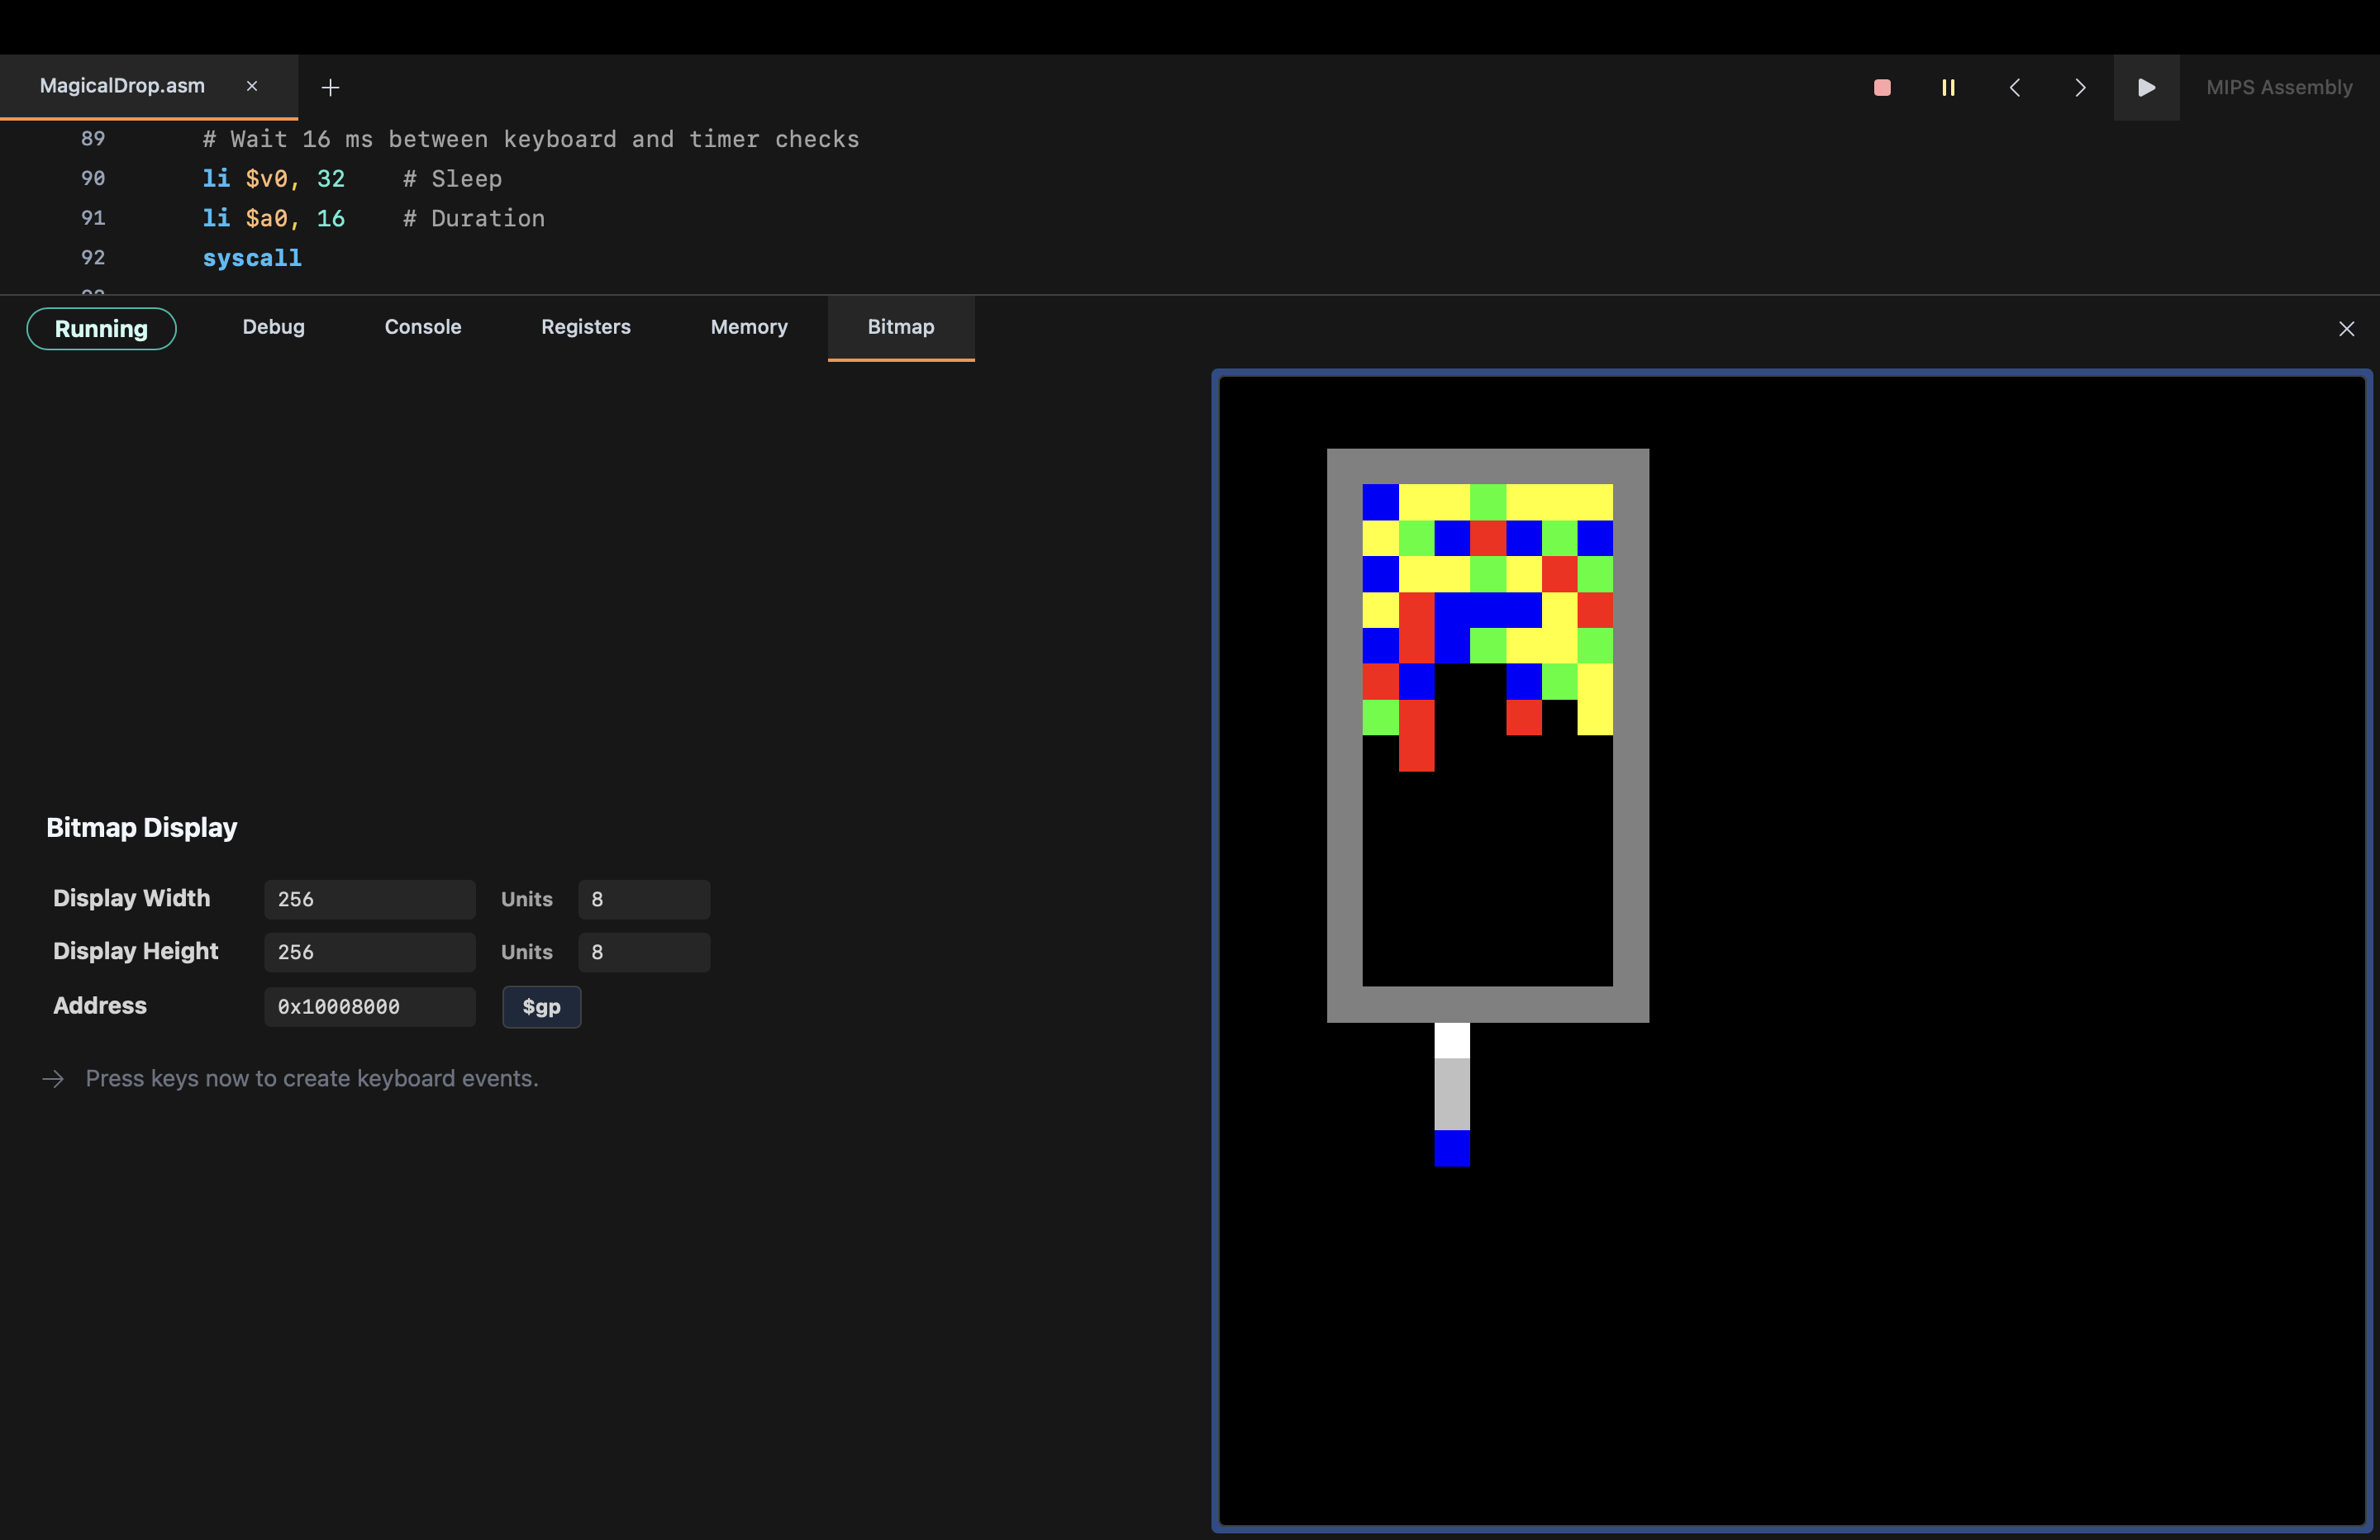 MagicalDrop.asm × +
MIPS Assembly
89 # Wait 16 ms between keyboard and timer checks
90 li $v0, 32 # Sleep
91 li $a0, 16 # Duration
92 syscall
Running Debug Console Registers Memory Bitmap
Bitmap Display
Display Width 256 Units 8
Display Height 256 Units 8
Address 0x10008000 $gp
→ Press keys now to create keyboard events.